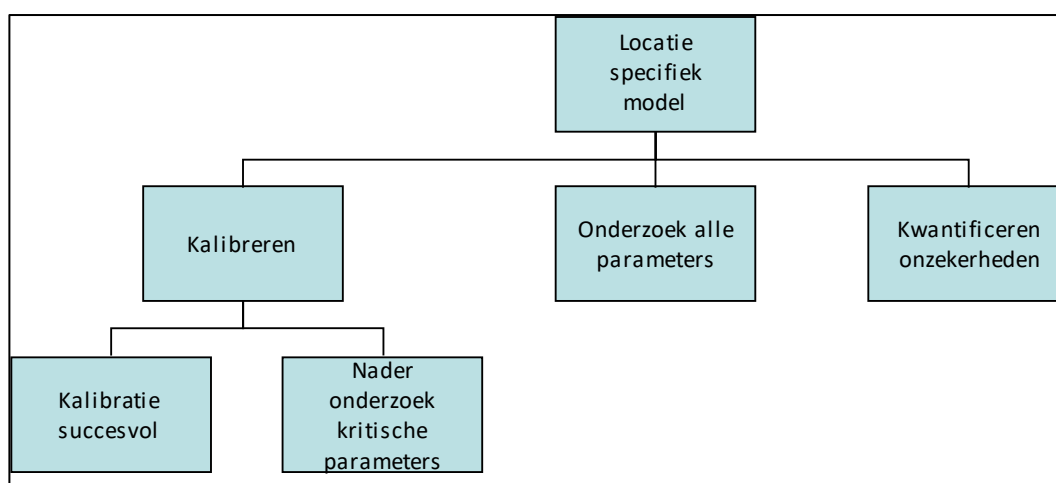 Locatie
specifiek
model
Kalibreren
Onderzoek alle
parameters
Kwantificeren
onzekerheden
Kalibratie
succesvol
Nader
onderzoek
kritische
parameters